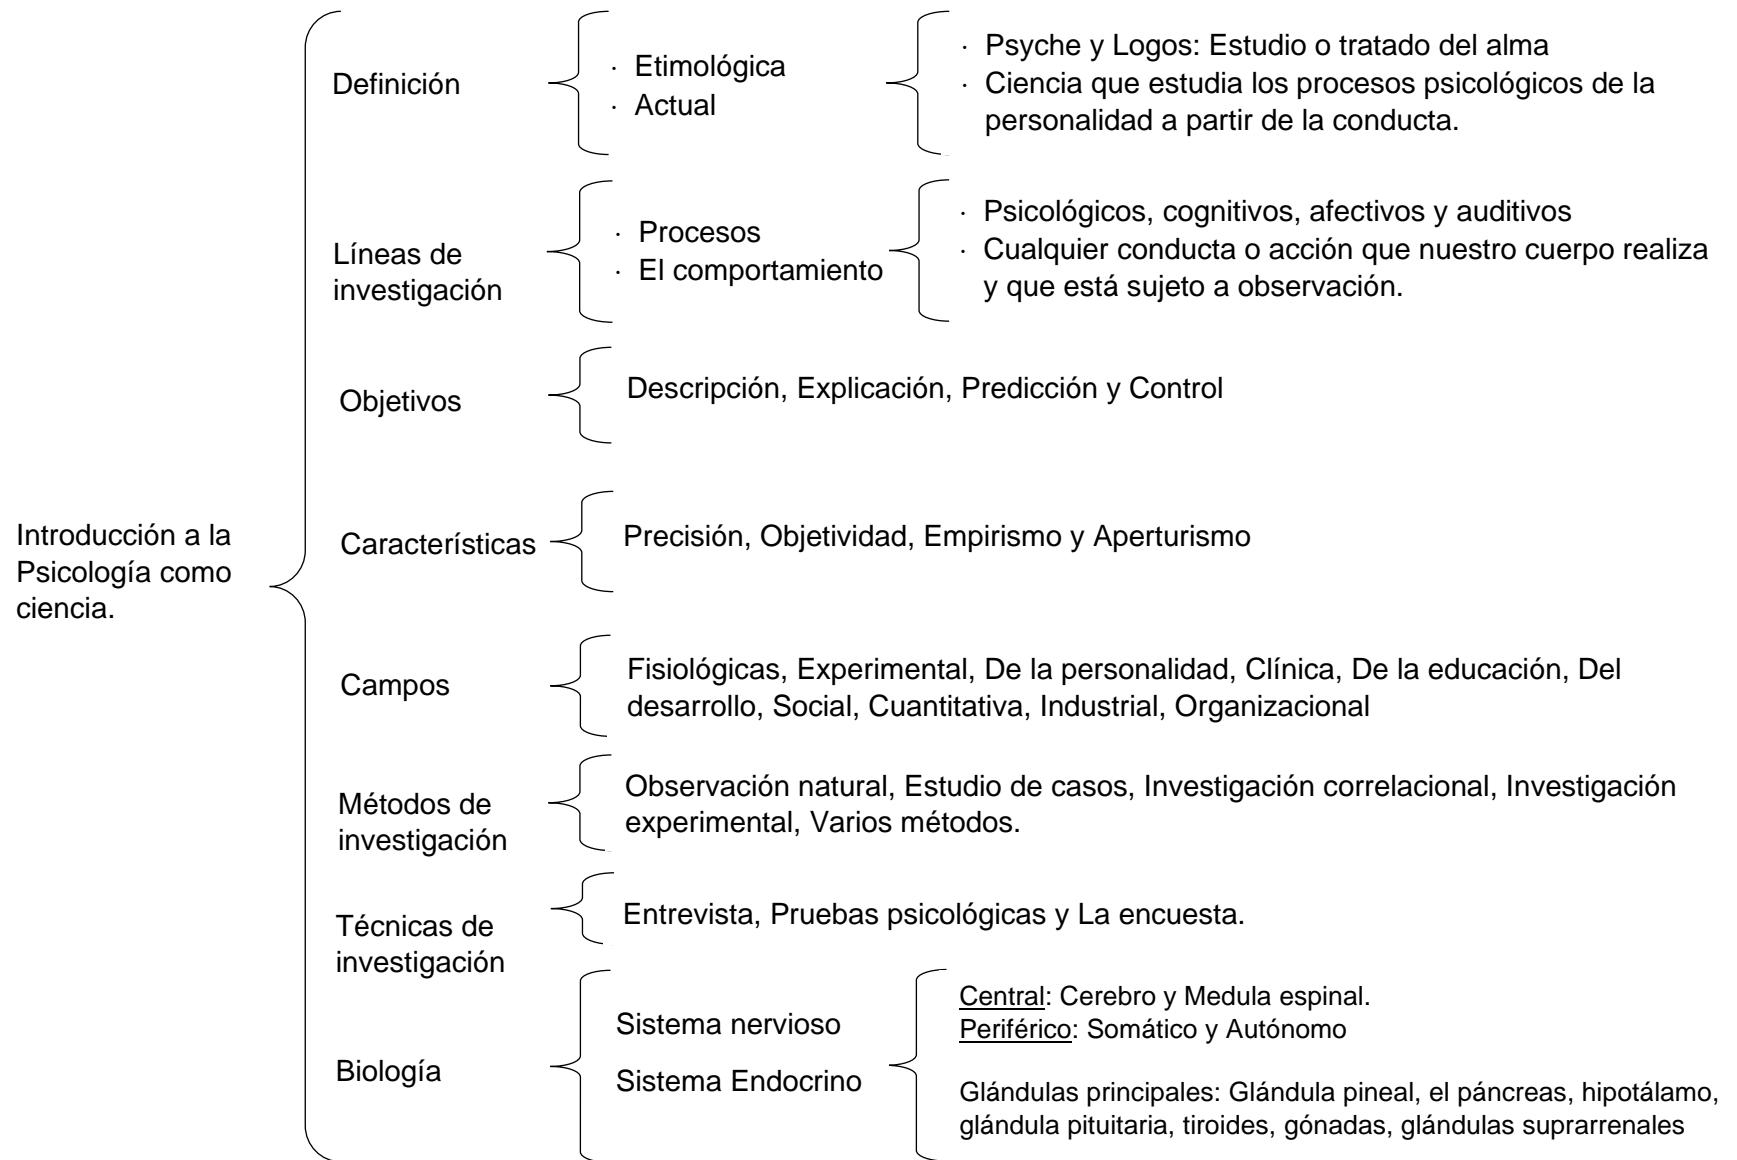 Introducción a la
Psicología como
ciencia.
Definición
· Etimológica
· Actual
· Psyche y Logos: Estudio o tratado del alma
· Ciencia que estudia los procesos psicológicos de la
personalidad a partir de la conducta.
Líneas de
investigación
· Procesos
· El comportamiento
· Psicológicos, cognitivos, afectivos y auditivos
· Cualquier conducta o acción que nuestro cuerpo realiza
y que está sujeto a observación.
Objetivos
Descripción, Explicación, Predicción y Control
Características
Precisión, Objetividad, Empirismo y Aperturismo
Campos
Fisiológicas, Experimental, De la personalidad, Clínica, De la educación, Del
desarrollo, Social, Cuantitativa, Industrial, Organizacional
Métodos de
investigación
Observación natural, Estudio de casos, Investigación correlacional, Investigación
experimental, Varios métodos.
Técnicas de
investigación
Entrevista, Pruebas psicológicas y La encuesta.
Biología
Sistema nervioso
Sistema Endocrino
Central: Cerebro y Medula espinal.
Periférico: Somático y Autónomo
Glándulas principales: Glándula pineal, el páncreas, hipotálamo,
glándula pituitaria, tiroides, gónadas, glándulas suprarrenales